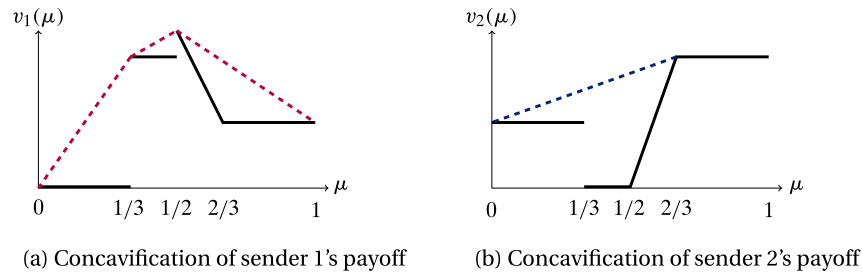 v₁(μ)
v₂(μ)
μ
μ
0 1/3 1/2 2/3 1
0 1/3 1/2 2/3 1
(a) Concavification of sender 1's payoff
(b) Concavification of sender 2's payoff